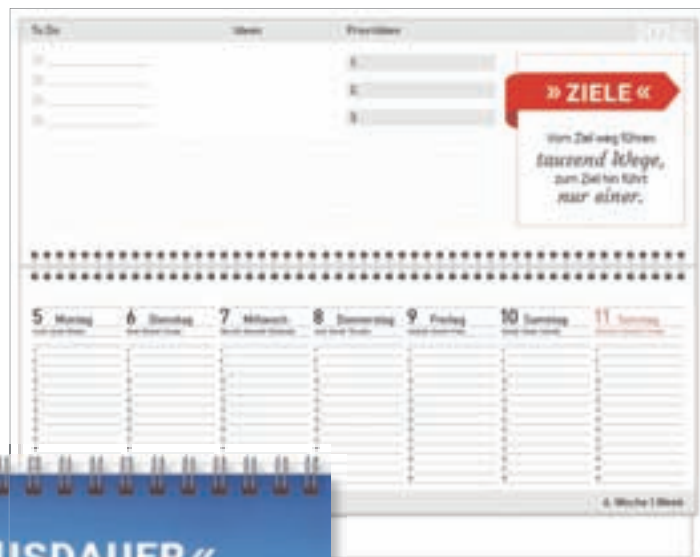 To Do Ideen Prioritäten
1.
2.
3.
» ZIELE «
Vom Ziel weg führen
tausend Wege,
zum Ziel hin führt
nur einer.
5 Montag 6 Dienstag 7 Mittwoch 8 Donnerstag 9 Freitag 10 Samstag 11 Sonntag
6. Woche | Week
USDAUER«